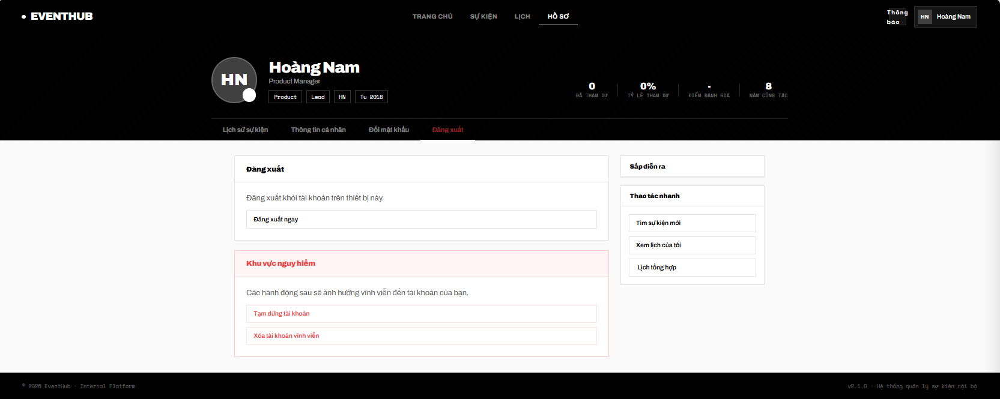 EVENTHUB
TRANG CHỦ
SỰ KIỆN
LỊCH
HỒ SƠ
Thông
báo
HN
Hoàng Nam
HN
Hoàng Nam
Product Manager
Product
Lead
HN
Tu 2018
0
ĐÃ THAM DỰ
0%
TỶ LỆ THAM DỰ
-
ĐIỂM ĐÁNH GIÁ
8
NĂM CÔNG TÁC
Lịch sử sự kiện
Thông tin cá nhân
Đổi mật khẩu
Đăng xuất
Đăng xuất
Đăng xuất khỏi tài khoản trên thiết bị này.
Đăng xuất ngay
Khu vực nguy hiểm
Các hành động sau sẽ ảnh hưởng vĩnh viễn đến tài khoản của bạn.
Tạm dừng tài khoản
Xóa tài khoản vĩnh viễn
Sắp diễn ra
Thao tác nhanh
Tìm sự kiện mới
Xem lịch của tôi
Lịch tổng hợp
© 2026 EventHub · Internal Platform
v2.1.0 · Hệ thống quản lý sự kiện nội bộ